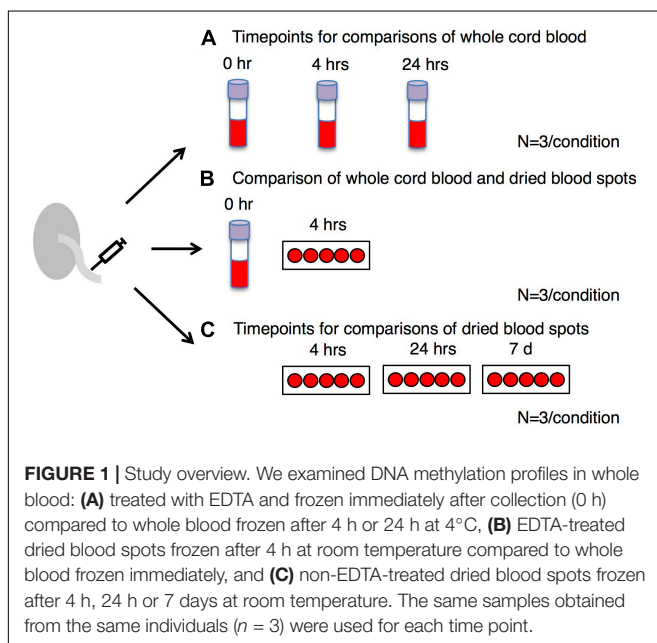 A Timepoints for comparisons of whole cord blood
0 hr 4 hrs 24 hrs
N=3/condition
B Comparison of whole cord blood and dried blood spots
0 hr
4 hrs
N=3/condition
C Timepoints for comparisons of dried blood spots
4 hrs 24 hrs 7 d
N=3/condition
FIGURE 1 | Study overview. We examined DNA methylation profiles in whole
blood: (A) treated with EDTA and frozen immediately after collection (0 h)
compared to whole blood frozen after 4 h or 24 h at 4°C, (B) EDTA-treated
dried blood spots frozen after 4 h at room temperature compared to whole
blood frozen immediately, and (C) non-EDTA-treated dried blood spots frozen
after 4 h, 24 h or 7 days at room temperature. The same samples obtained
from the same individuals (n = 3) were used for each time point.